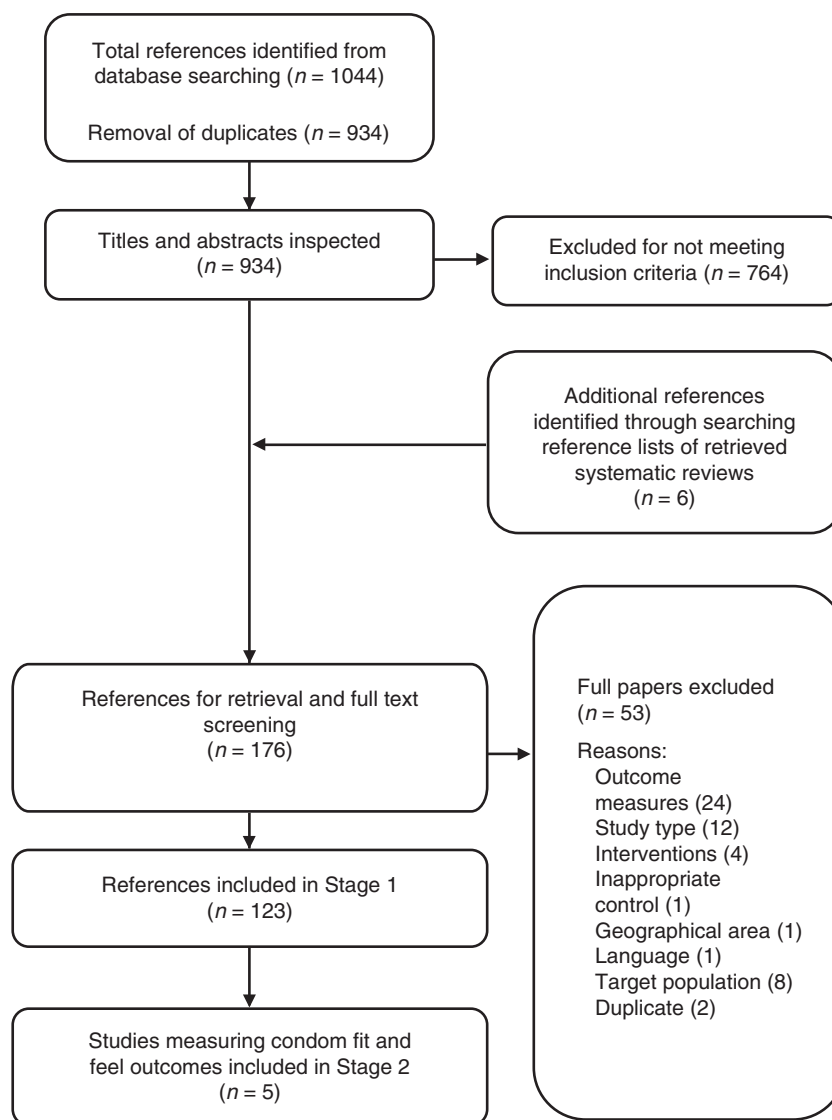 Total references identified from
database searching (n = 1044)
Removal of duplicates (n = 934)
Titles and abstracts inspected
(n = 934)
Excluded for not meeting
inclusion criteria (n = 764)
Additional references
identified through searching
reference lists of retrieved
systematic reviews
(n = 6)
References for retrieval and full text
screening
(n = 176)
Full papers excluded
(n = 53)
Reasons:
Outcome
measures (24)
Study type (12)
Interventions (4)
Inappropriate
control (1)
Geographical area (1)
Language (1)
Target population (8)
Duplicate (2)
References included in Stage 1
(n = 123)
Studies measuring condom fit and
feel outcomes included in Stage 2
(n = 5)